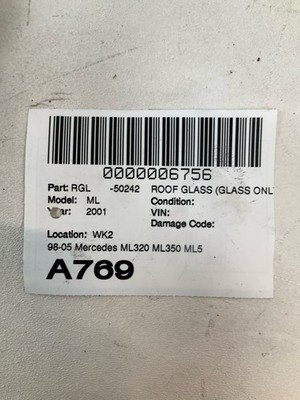 0000006756
Part: RGL -50242 ROOF GLASS (GLASS ONL
Model: ML Condition:
Year: 2001 VIN:
Damage Code:
Location: WK2
98-05 Mercedes ML320 ML350 ML5
A769